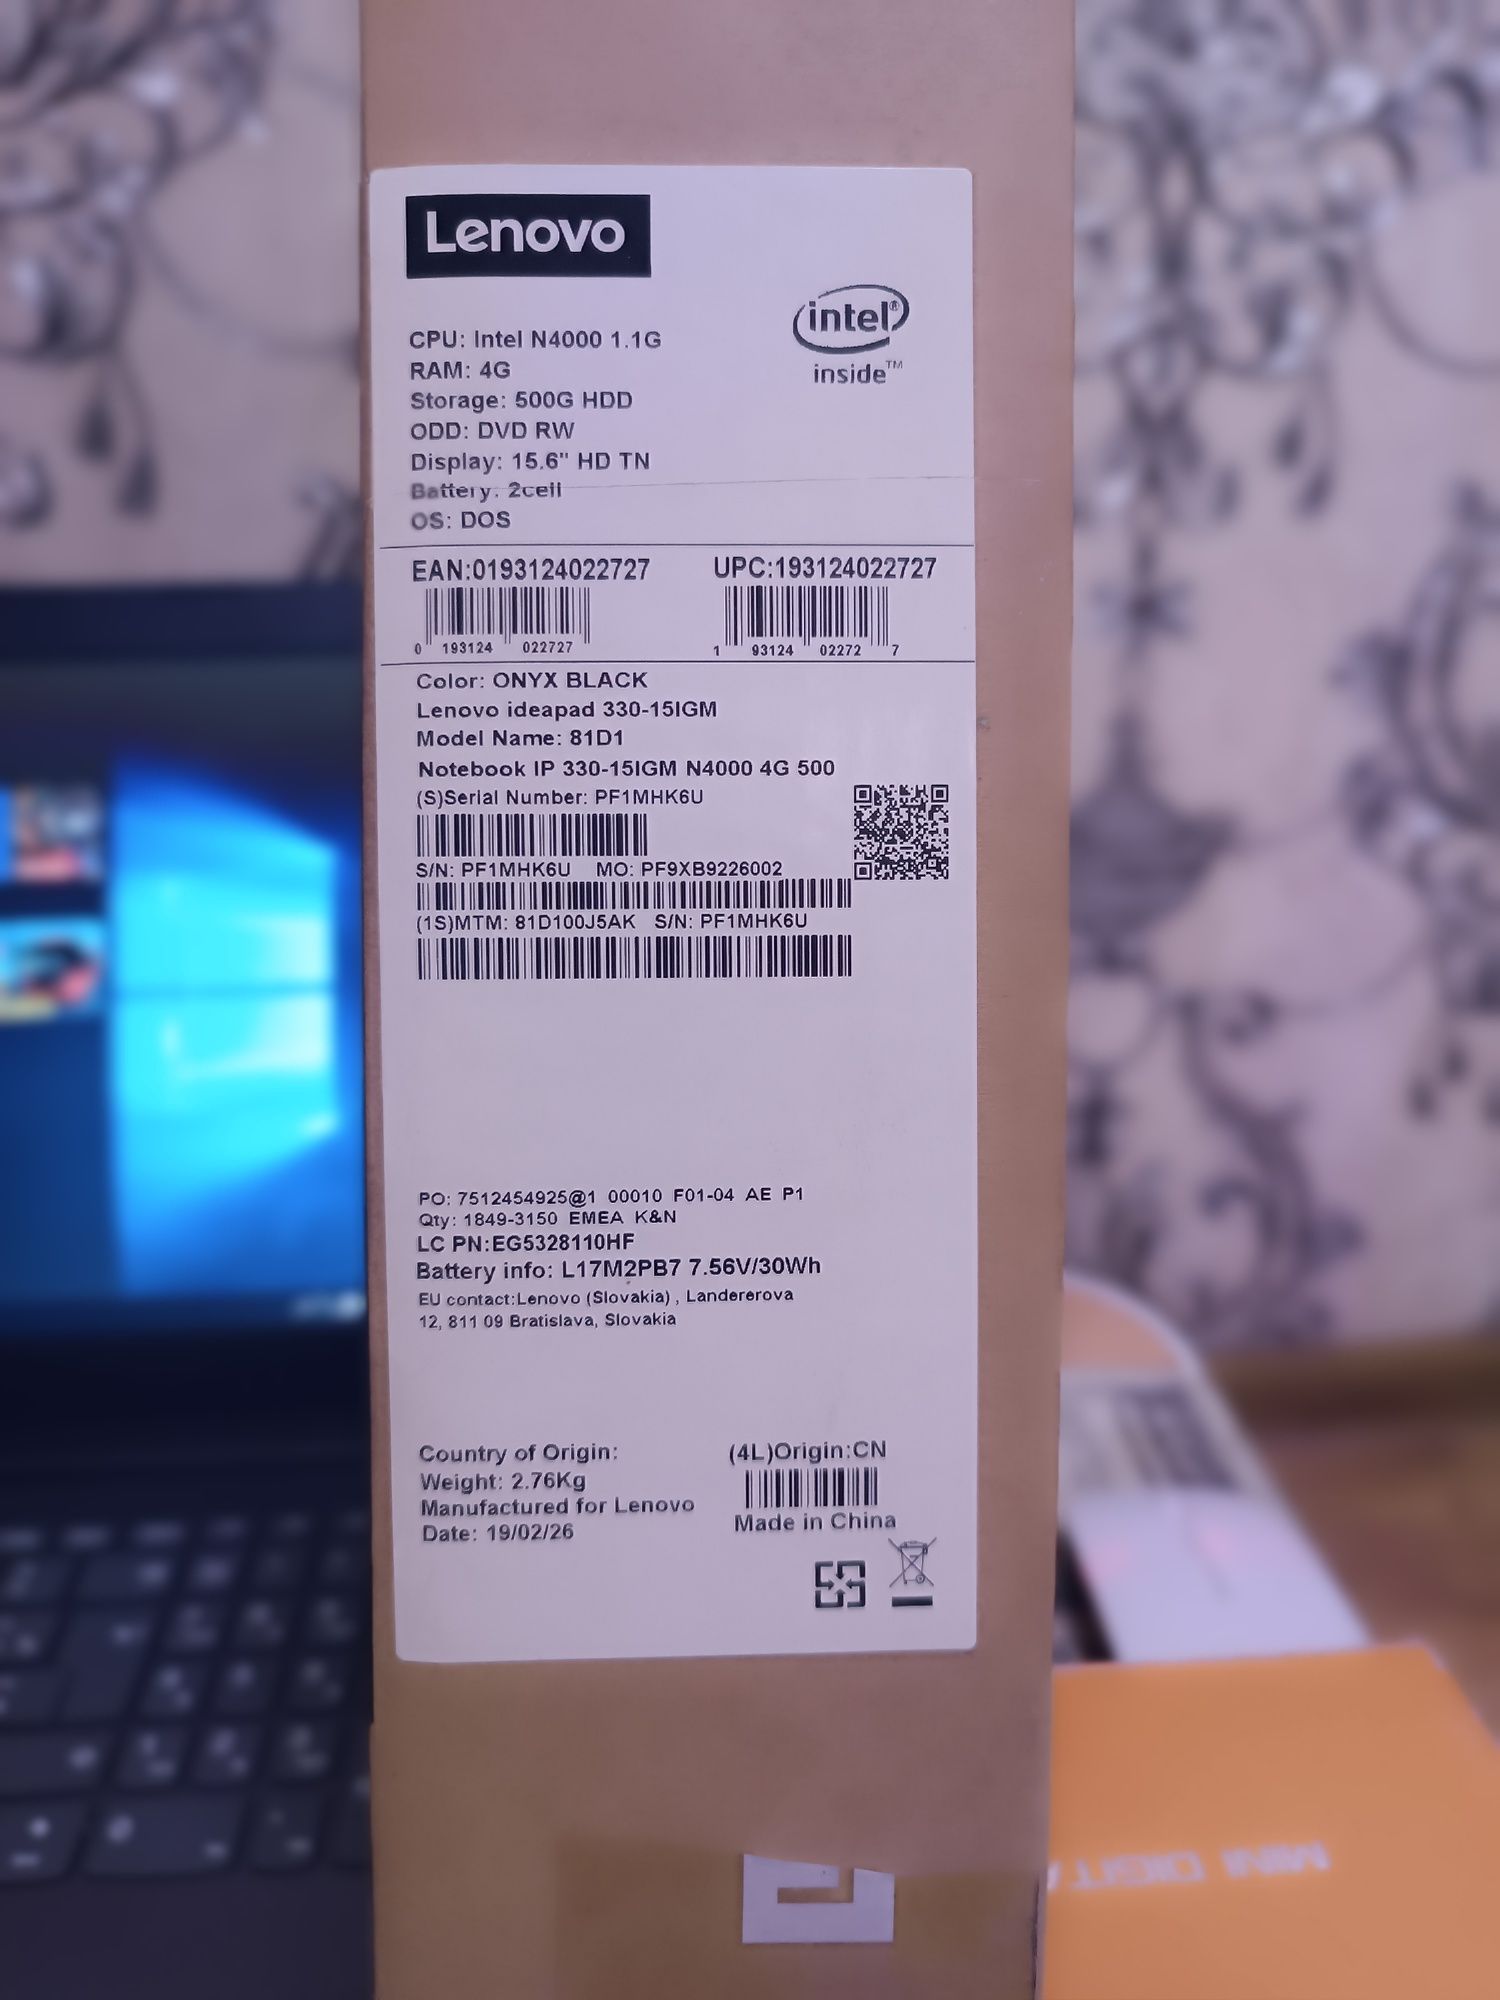 Lenovo
intel®
inside™
CPU: Intel N4000 1.1G
RAM: 4G
Storage: 500G HDD
ODD: DVD RW
Display: 15.6" HD TN
Battery: 2cell
OS: DOS
EAN:0193124022727 UPC:193124022727
0 193124 022727 1 93124 02272 7
Color: ONYX BLACK
Lenovo ideapad 330-15IGM
Model Name: 81D1
Notebook IP 330-15IGM N4000 4G 500
(S)Serial Number: PF1MHK6U
S/N: PF1MHK6U MO: PF9XB9226002
(1S)MTM: 81D100J5AK S/N: PF1MHK6U
PO: 7512454925@1 00010 F01-04 AE P1
Qty: 1849-3150 EMEA K&N
LC PN:EG5328110HF
Battery info: L17M2PB7 7.56V/30Wh
EU contact:Lenovo (Slovakia) , Landererova
12, 811 09 Bratislava, Slovakia
Country of Origin: (4L)Origin:CN
Weight: 2.76Kg
Manufactured for Lenovo
Date: 19/02/26
Made in China
MINI